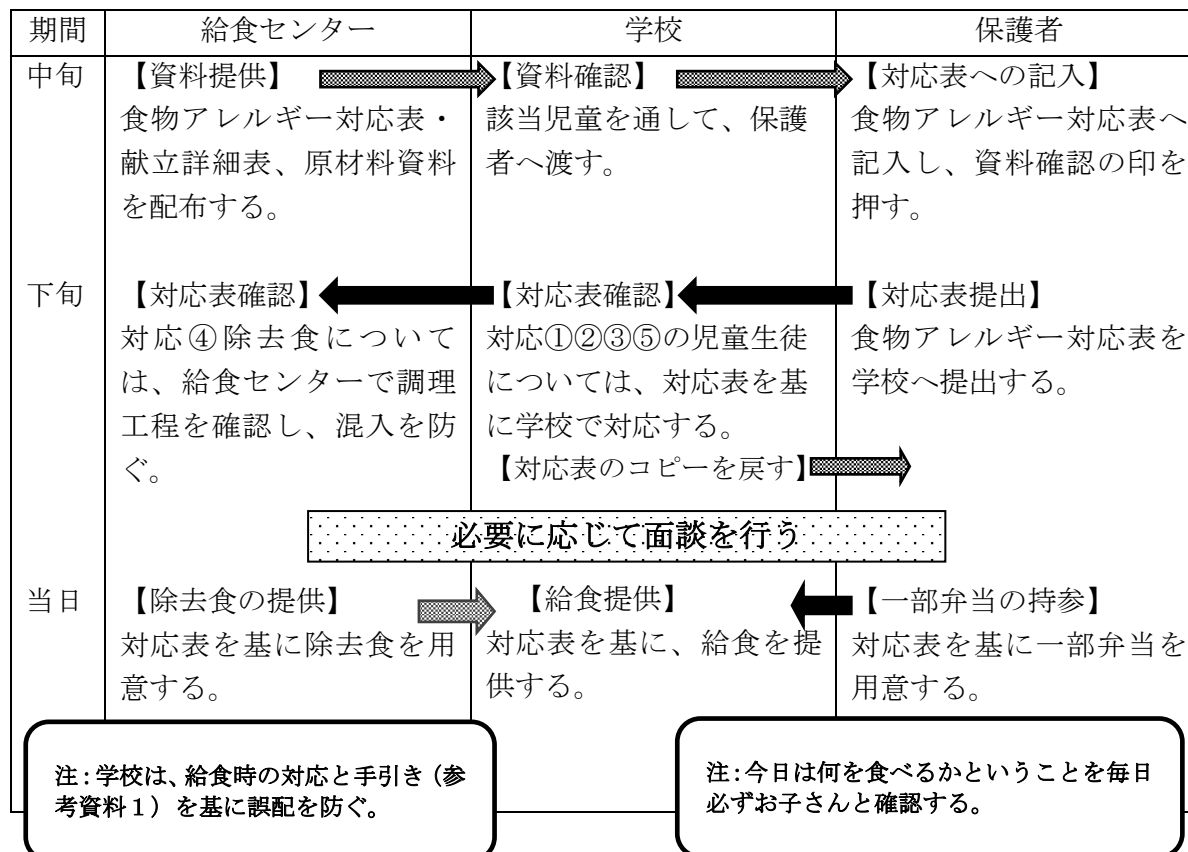 期間
給食センター
学校
保護者
中旬
【資料提供】
食物アレルギー対応表・
献立詳細表、原材料資料
を配布する。
【資料確認】
該当児童を通して、保護
者へ渡す。
【対応表への記入】
食物アレルギー対応表へ
記入し、資料確認の印を
押す。
下旬
【対応表確認】
対応④除去食について
は、給食センターで調理
工程を確認し、混入を防
ぐ。
【対応表確認】
対応①②③⑤の児童生徒
については、対応表を基
に学校で対応する。
【対応表のコピーを戻す】
【対応表提出】
食物アレルギー対応表を
学校へ提出する。
必要に応じて面談を行う
当日
【除去食の提供】
対応表を基に除去食を用
意する。
【給食提供】
対応表を基に、給食を提
供する。
【一部弁当の持参】
対応表を基に一部弁当を
用意する。
注：学校は、給食時の対応と手引き（参
考資料１）を基に誤配を防ぐ。
注：今日は何を食べるかということを毎日
必ずお子さんと確認する。